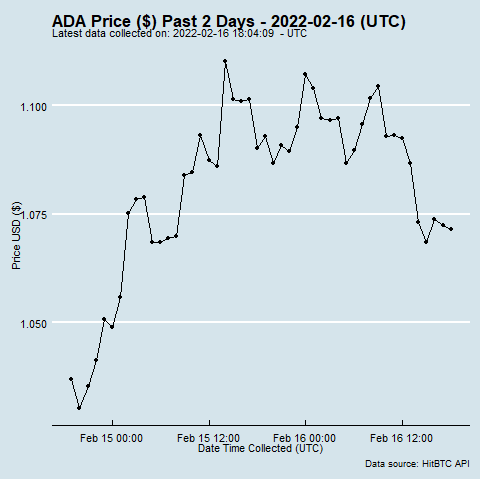 ADA Price ($) Past 2 Days - 2022-02-16 (UTC)
Latest data collected on: 2022-02-16 18:04:09 - UTC
1.100
1.075
1.050
Price USD ($)
Feb 15 00:00 Feb 15 12:00 Feb 16 00:00 Feb 16 12:00
Date Time Collected (UTC)
Data source: HitBTC API